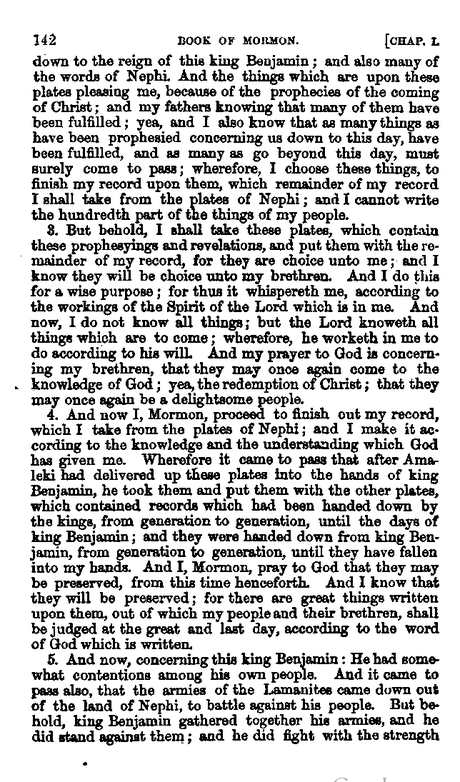 142 BOOK OF MORMON. [CHAP. I.
down to the reign of this king Benjamin; and also many of
the words of Nephi. And the things which are upon these
plates pleasing me, because of the prophecies of the coming
of Christ; and my fathers knowing that many of them have
been fulfilled; yea, and I also know that as many things as
have been prophesied concerning us down to this day, have
been fulfilled, and as many as go beyond this day, must
surely come to pass; wherefore, I choose these things, to
finish my record upon them, which remainder of my record
I shall take from the plates of Nephi; and I cannot write
the hundredth part of the things of my people.
3. But behold, I shall take these plates, which contain
these prophesyings and revelations, and put them with the re-
mainder of my record, for they are choice unto me; and I
know they will be choice unto my brethren. And I do this
for a wise purpose; for thus it whispereth me, according to
the workings of the Spirit of the Lord which is in me. And
now, I do not know all things; but the Lord knoweth all
things which are to come; wherefore, he worketh in me to
do according to his will. And my prayer to God is concern-
ing my brethren, that they may once again come to the
knowledge of God; yea, the redemption of Christ; that they
may once again be a delightsome people.
4. And now I, Mormon, proceed to finish out my record,
which I take from the plates of Nephi; and I make it ac-
cording to the knowledge and the understanding which God
has given me. Wherefore it came to pass that after Ama-
leki had delivered up these plates into the hands of king
Benjamin, he took them and put them with the other plates,
which contained records which had been handed down by
the kings, from generation to generation, until the days of
king Benjamin; and they were handed down from king Ben-
jamin, from generation to generation, until they have fallen
into my hands. And I, Mormon, pray to God that they may
be preserved, from this time henceforth. And I know that
they will be preserved; for there are great things written
upon them, out of which my people and their brethren, shall
be judged at the great and last day, according to the word
of God which is written.
5. And now, concerning this king Benjamin: He had some-
what contentions among his own people. And it came to
pass also, that the armies of the Lamanites came down out
of the land of Nephi, to battle against his people. But be-
hold, king Benjamin gathered together his armies, and he
did stand against them; and he did fight with the strength